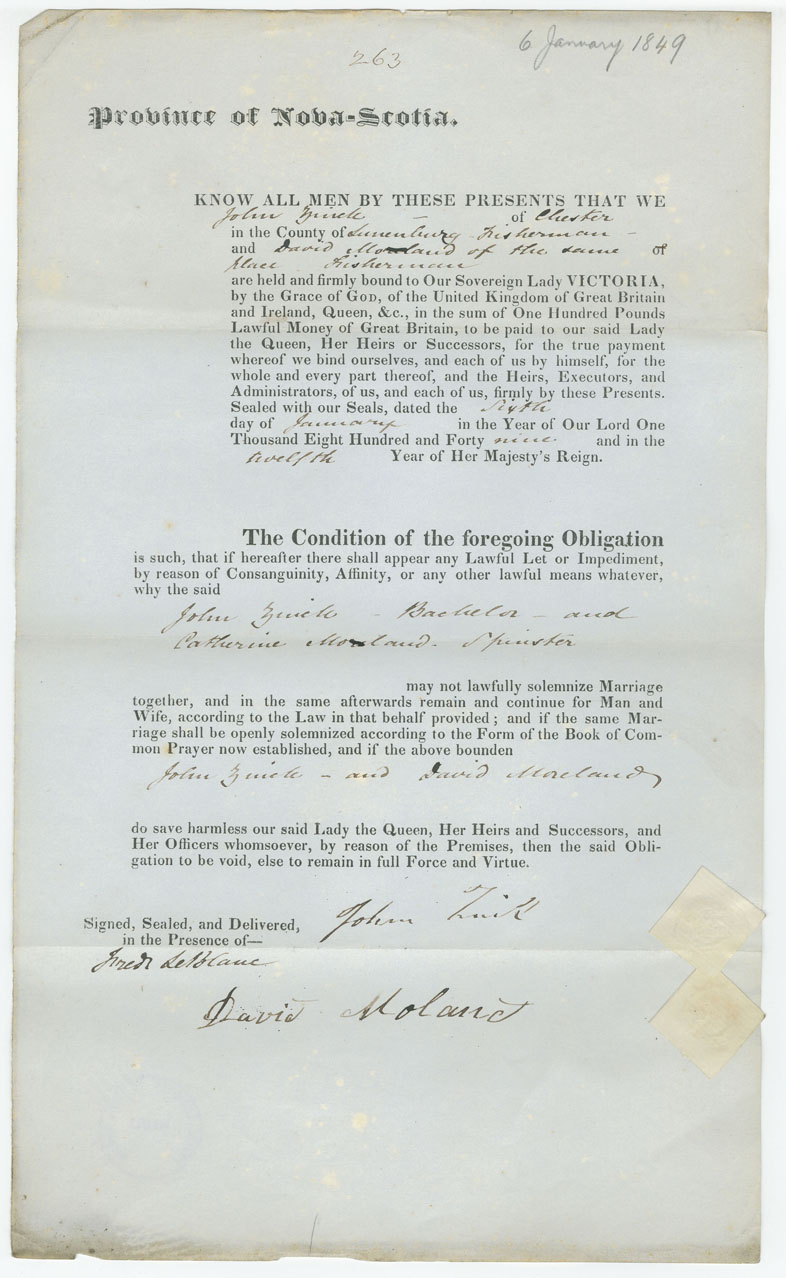 263
6 January 1849
Province of Nova-Scotia.
KNOW ALL MEN BY THESE PRESENTS THAT WE
John Zinck - of Chester
in the County of Lunenburg Fisherman -
and David Moreland of the same of
place Fisherman
are held and firmly bound to Our Sovereign Lady VICTORIA,
by the Grace of GOD, of the United Kingdom of Great Britain
and Ireland, Queen, &c., in the sum of One Hundred Pounds
Lawful Money of Great Britain, to be paid to our said Lady
the Queen, Her Heirs or Successors, for the true payment
whereof we bind ourselves, and each of us by himself, for the
whole and every part thereof, and the Heirs, Executors, and
Administrators, of us, and each of us, firmly by these Presents.
Sealed with our Seals, dated the Sixth
day of January in the Year of Our Lord One
Thousand Eight Hundred and Forty nine and in the
twelfth Year of Her Majesty's Reign.
The Condition of the foregoing Obligation
is such, that if hereafter there shall appear any Lawful Let or Impediment,
by reason of Consanguinity, Affinity, or any other lawful means whatever,
why the said
John Zinck - Bachelor - and
Catherine Moreland - Spinster
may not lawfully solemnize Marriage
together, and in the same afterwards remain and continue for Man and
Wife, according to the Law in that behalf provided; and if the same Mar-
riage shall be openly solemnized according to the Form of the Book of Com-
mon Prayer now established, and if the above bounden
John Zinck - and David Moreland
do save harmless our said Lady the Queen, Her Heirs and Successors, and
Her Officers whomsoever, by reason of the Premises, then the said Obli-
gation to be void, else to remain in full Force and Virtue.
Signed, Sealed, and Delivered,
in the Presence of—
John Zink
Fredk LeBlanc
David Moland